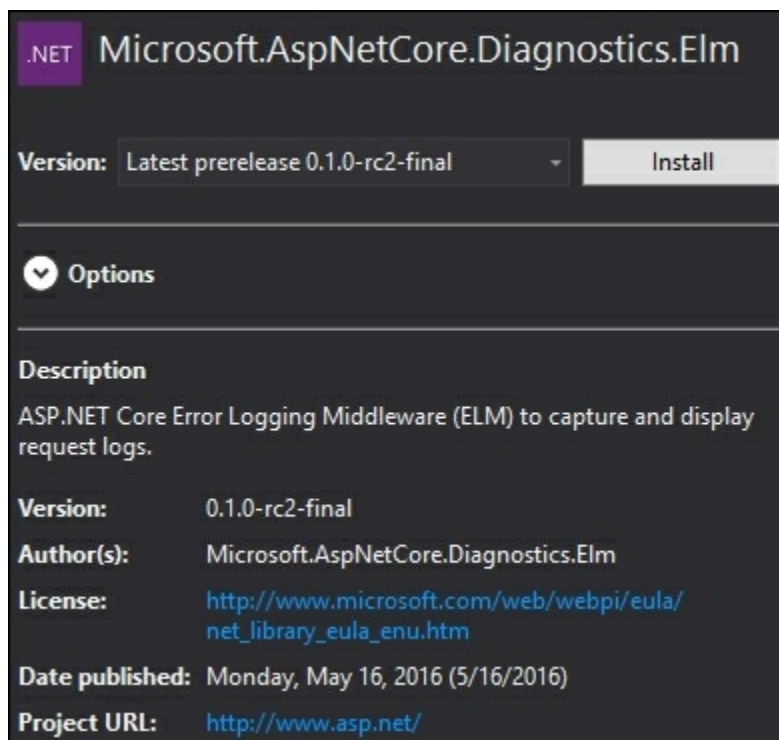 .NET Microsoft.AspNetCore.Diagnostics.Elm
Version: Latest prerelease 0.1.0-rc2-final Install
Options
Description
ASP.NET Core Error Logging Middleware (ELM) to capture and display
request logs.
Version: 0.1.0-rc2-final
Author(s): Microsoft.AspNetCore.Diagnostics.Elm
License: http://www.microsoft.com/web/webpi/eula/
net_library_eula_enu.htm
Date published: Monday, May 16, 2016 (5/16/2016)
Project URL: http://www.asp.net/